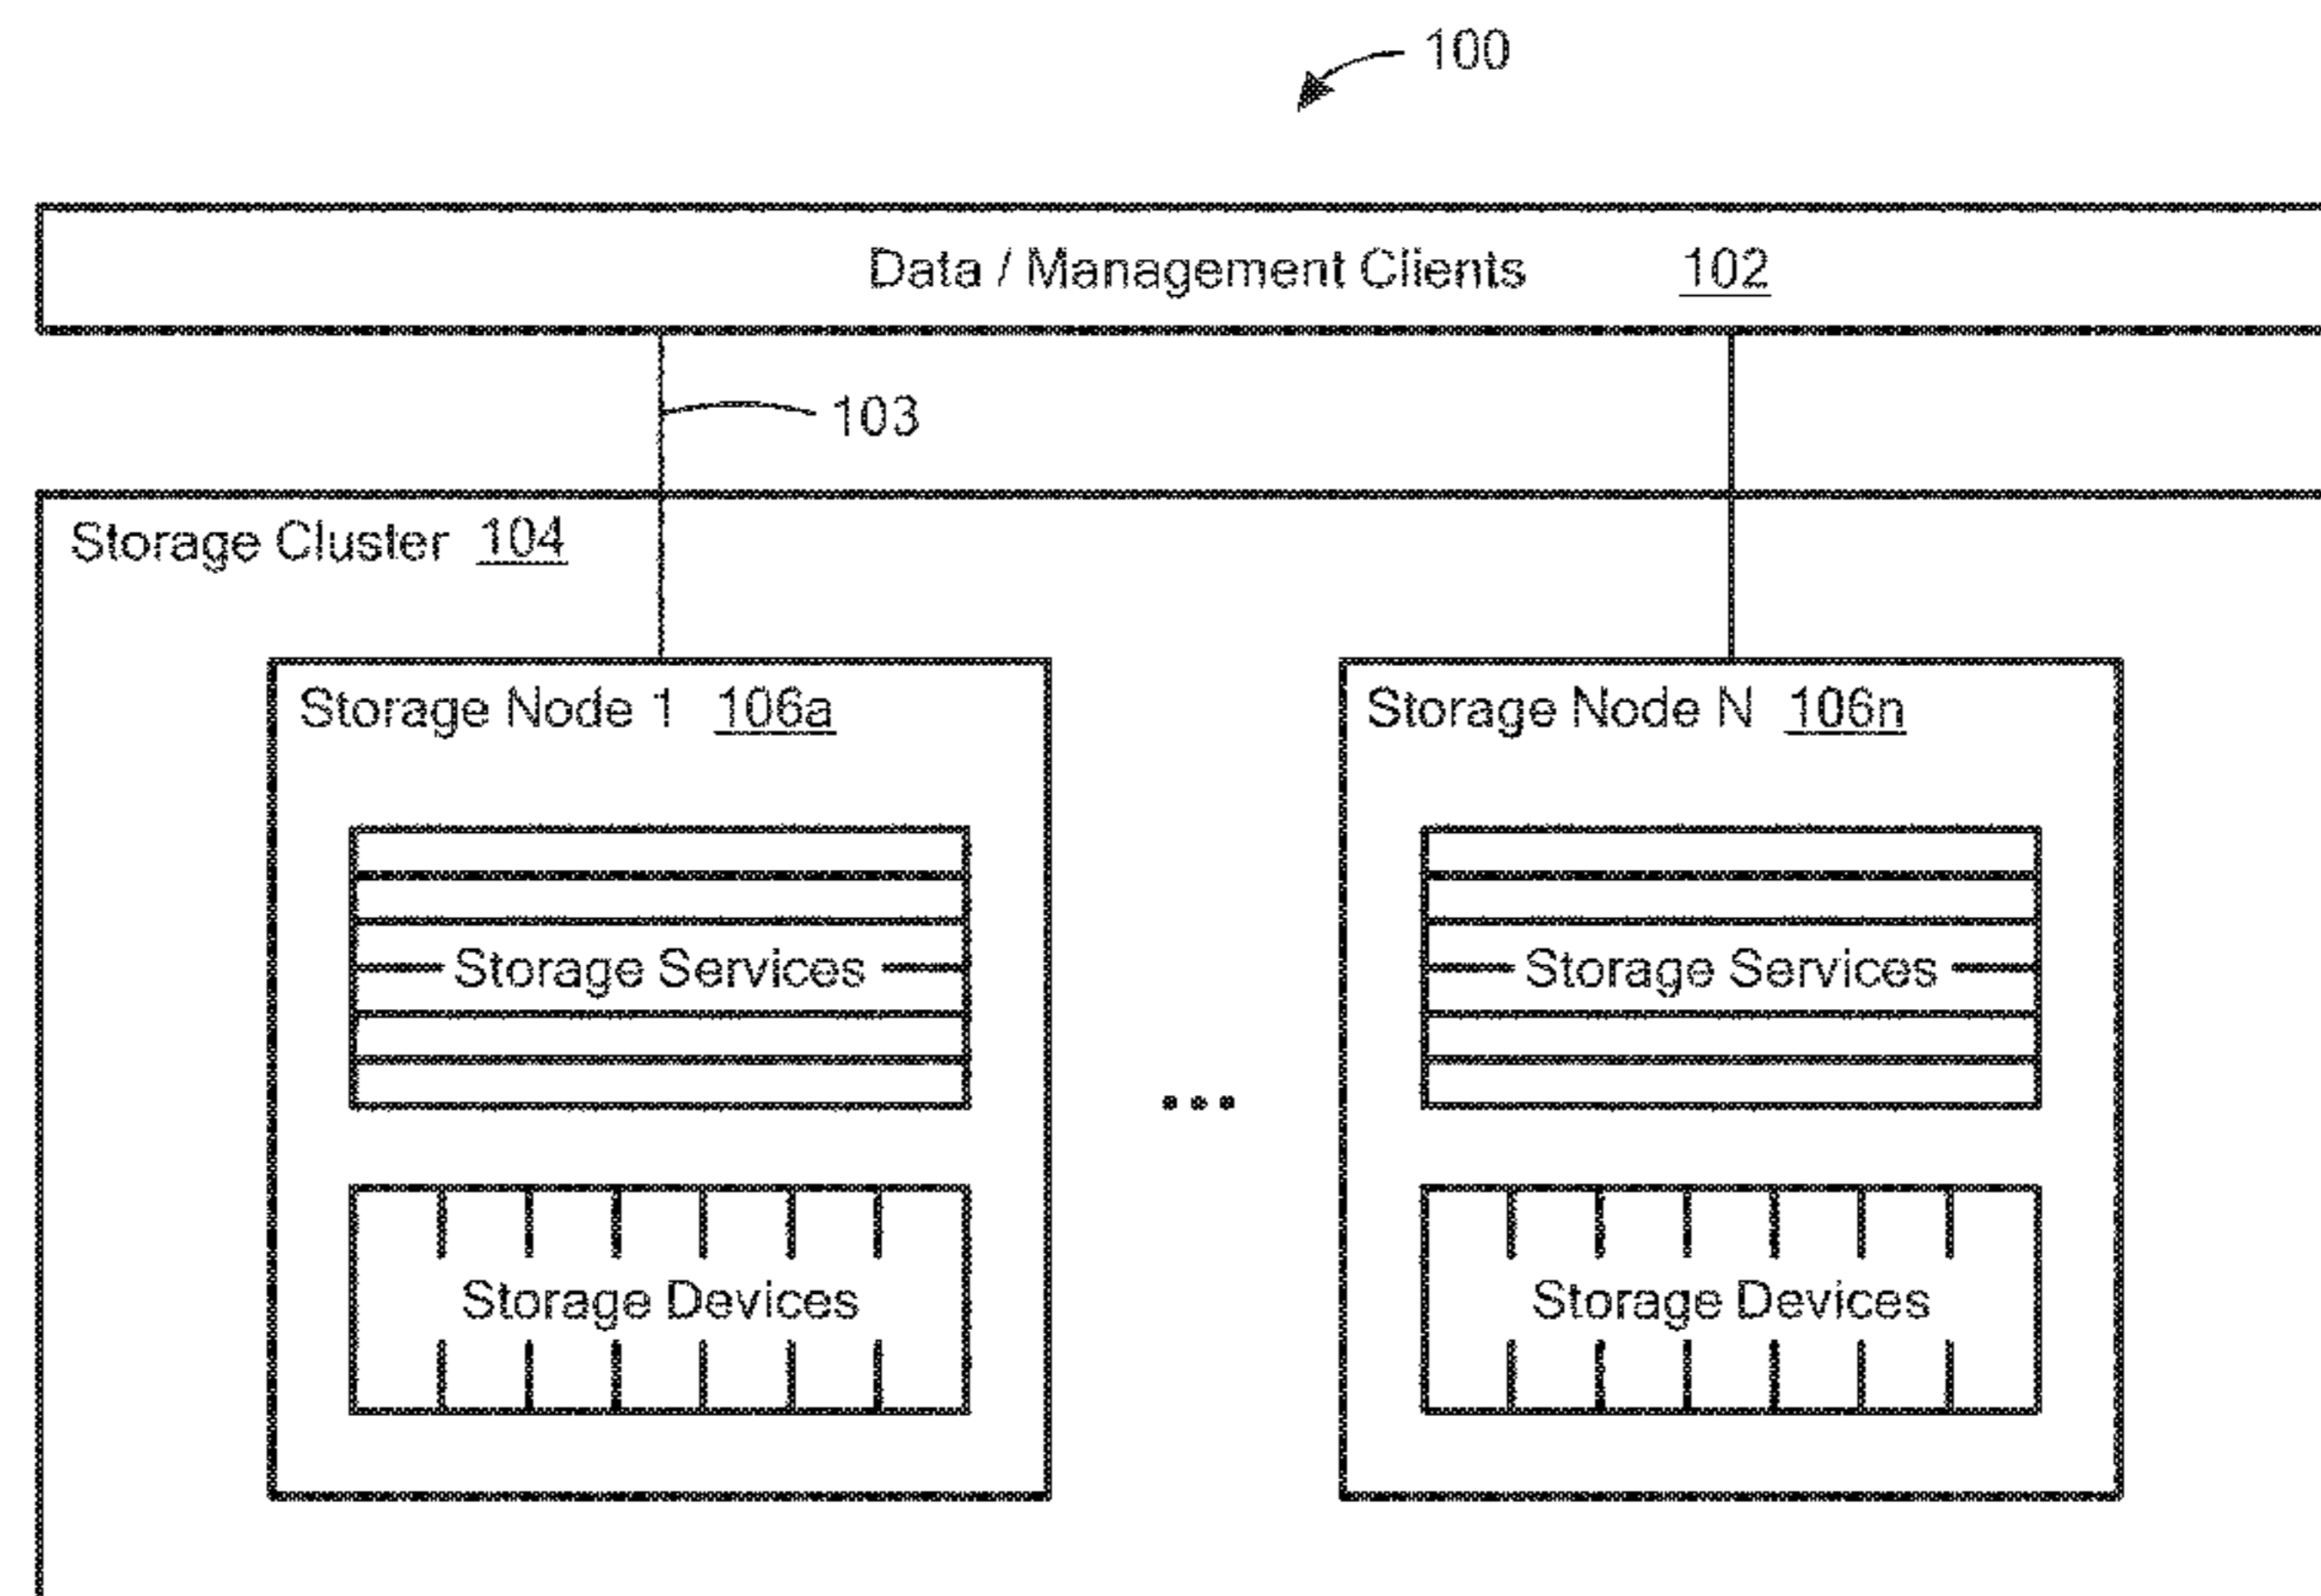 100
Data / Management Clients 102
103
Storage Cluster 104
Storage Node 1 106a
Storage Node N 106n
Storage Services
Storage Services
...
Storage Devices
Storage Devices